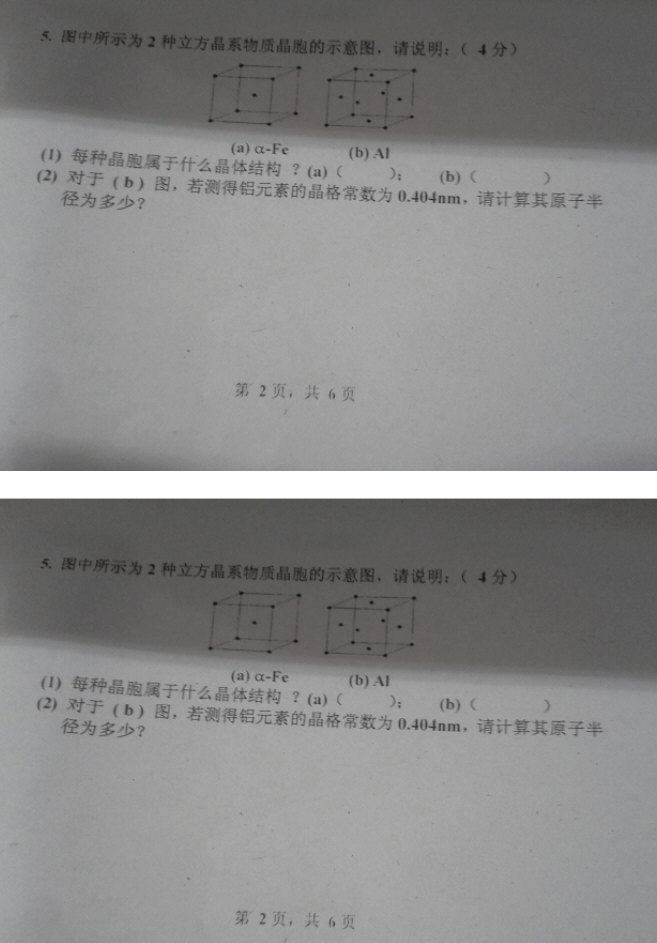 5. 图中所示为 2 种立方晶系物质晶胞的示意图，请说明：（ 4 分）
(a) α-Fe (b) Al
(1) 每种晶胞属于什么晶体结构 ？(a)（ ）； (b)（ ）
(2) 对于（b）图，若测得铝元素的晶格常数为 0.404nm，请计算其原子半
径为多少？
第 2 页，共 6 页
5. 图中所示为 2 种立方晶系物质晶胞的示意图，请说明：（ 4 分）
(a) α-Fe (b) Al
(1) 每种晶胞属于什么晶体结构 ？(a)（ ）； (b)（ ）
(2) 对于（b）图，若测得铝元素的晶格常数为 0.404nm，请计算其原子半
径为多少？
第 2 页，共 6 页